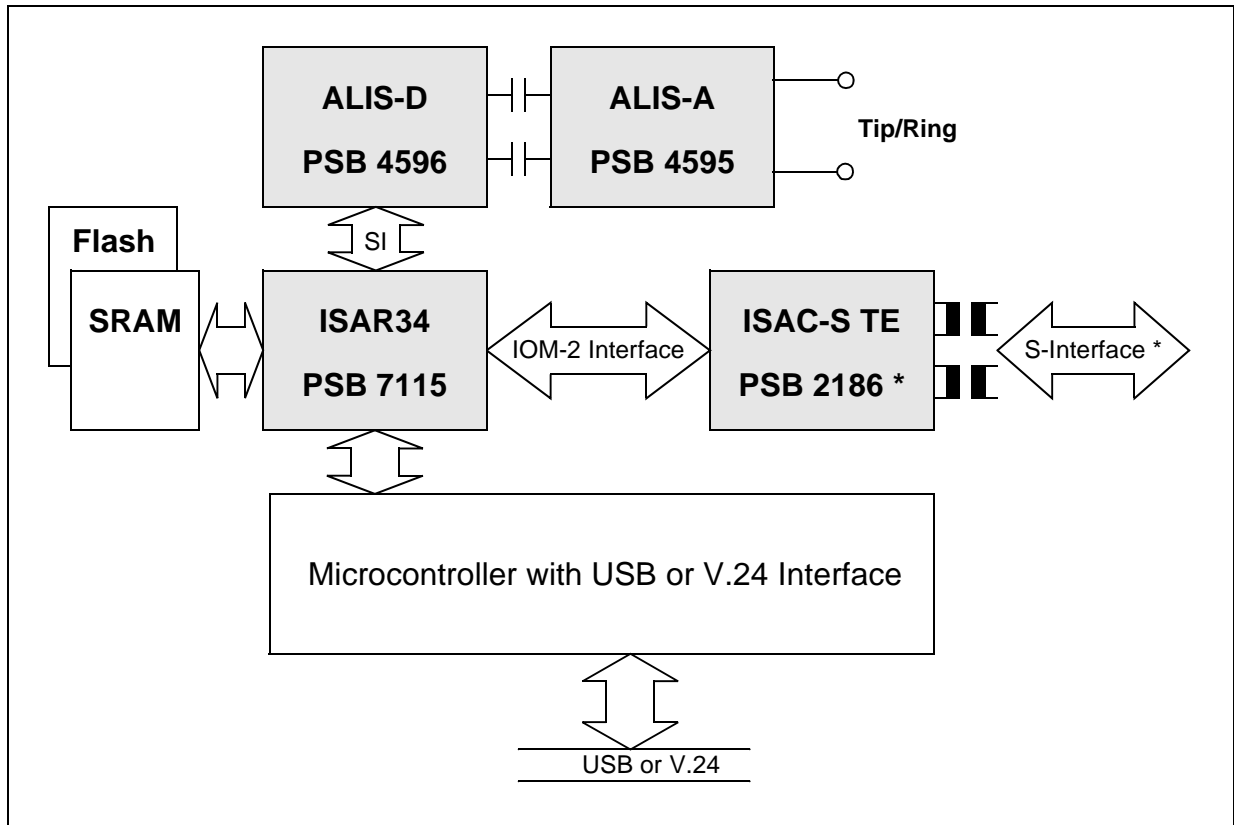 ALIS-D
PSB 4596
ALIS-A
PSB 4595
Tip/Ring
SI
Flash
SRAM
ISAR34
PSB 7115
IOM-2 Interface
ISAC-S TE
PSB 2186 *
S-Interface *
Microcontroller with USB or V.24 Interface
USB or V.24